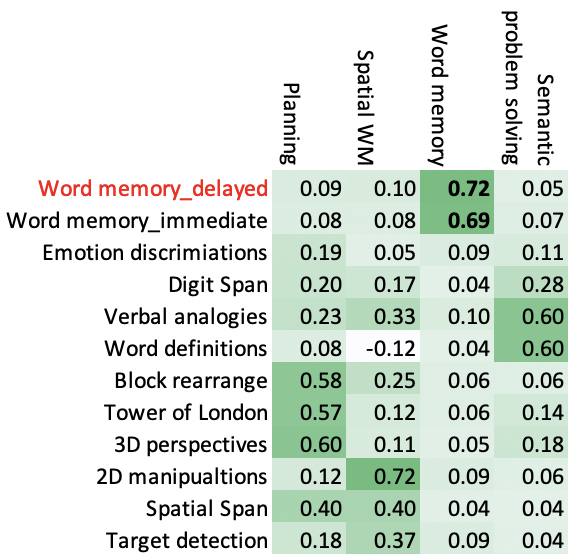 Planning
Spatial WM
Word memory
Semantic
problem solving
Word memory_delayed 0.09 0.10 0.72 0.05
Word memory_immediate 0.08 0.08 0.69 0.07
Emotion discrimiations 0.19 0.05 0.09 0.11
Digit Span 0.20 0.17 0.04 0.28
Verbal analogies 0.23 0.33 0.10 0.60
Word definitions 0.08 -0.12 0.04 0.60
Block rearrange 0.58 0.25 0.06 0.06
Tower of London 0.57 0.12 0.06 0.14
3D perspectives 0.60 0.11 0.05 0.18
2D manipualtions 0.12 0.72 0.09 0.06
Spatial Span 0.40 0.40 0.04 0.04
Target detection 0.18 0.37 0.09 0.04